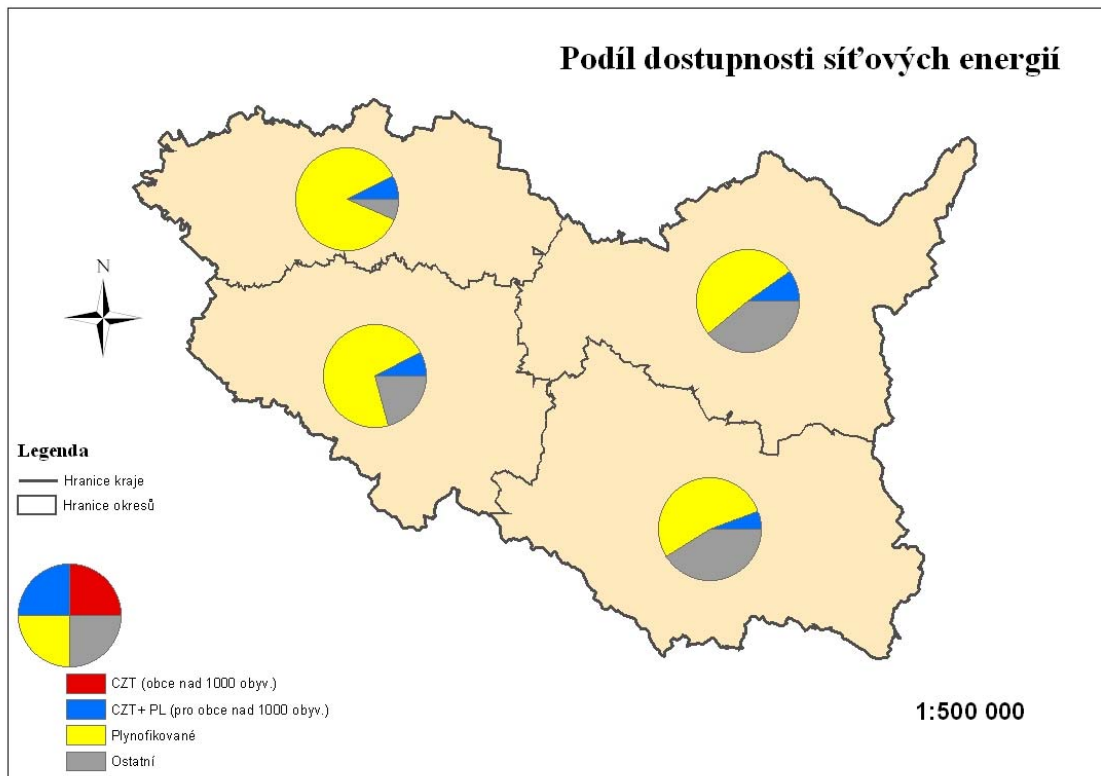 Podíl dostupnosti síťových energií
N
Legenda
Hranice kraje
Hranice okresů
CZT (obce nad 1000 obyv.)
CZT+ PL (pro obce nad 1000 obyv.)
Plynofikované
Ostatní
1:500 000